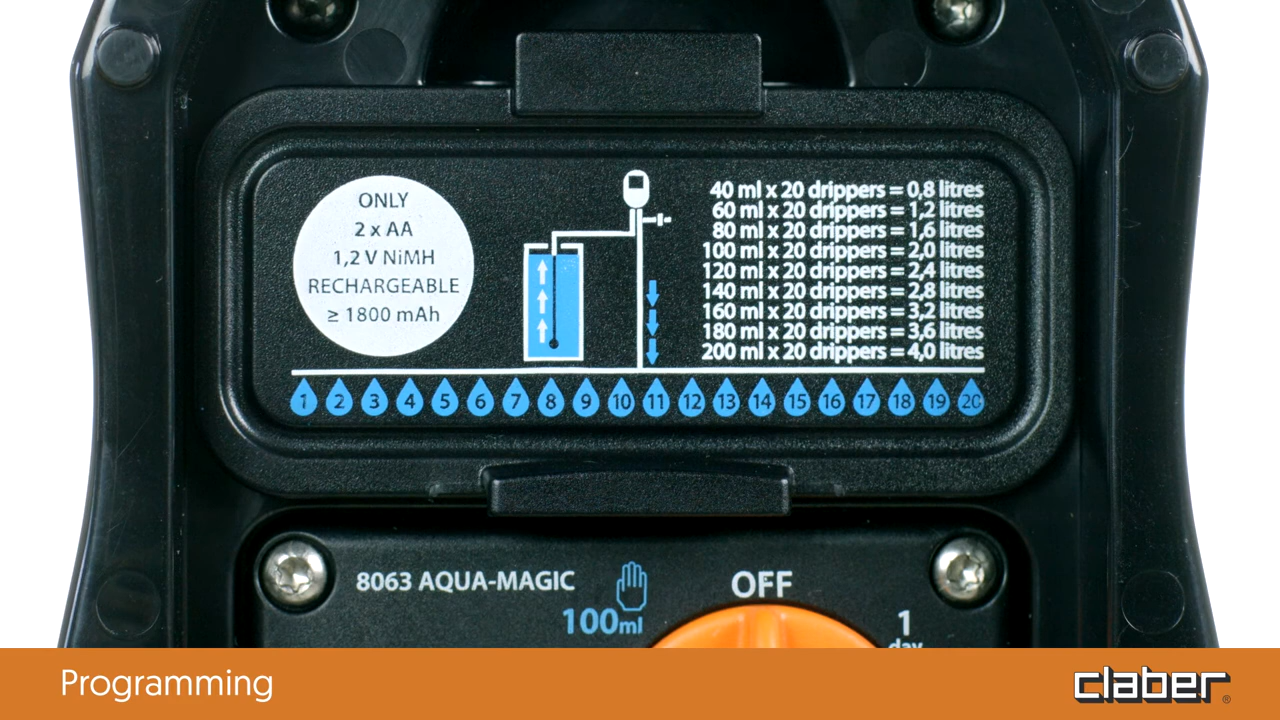 ONLY
2 x AA
1,2 V NiMH
RECHARGEABLE
≥ 1800 mAh
40 ml x 20 drippers = 0,8 litres
60 ml x 20 drippers = 1,2 litres
80 ml x 20 drippers = 1,6 litres
100 ml x 20 drippers = 2,0 litres
120 ml x 20 drippers = 2,4 litres
140 ml x 20 drippers = 2,8 litres
160 ml x 20 drippers = 3,2 litres
180 ml x 20 drippers = 3,6 litres
200 ml x 20 drippers = 4,0 litres
1 2 3 4 5 6 7 8 9 10 11 12 13 14 15 16 17 18 19 20
8063 AQUA-MAGIC
100ml
OFF
1
day
Programming
claber®